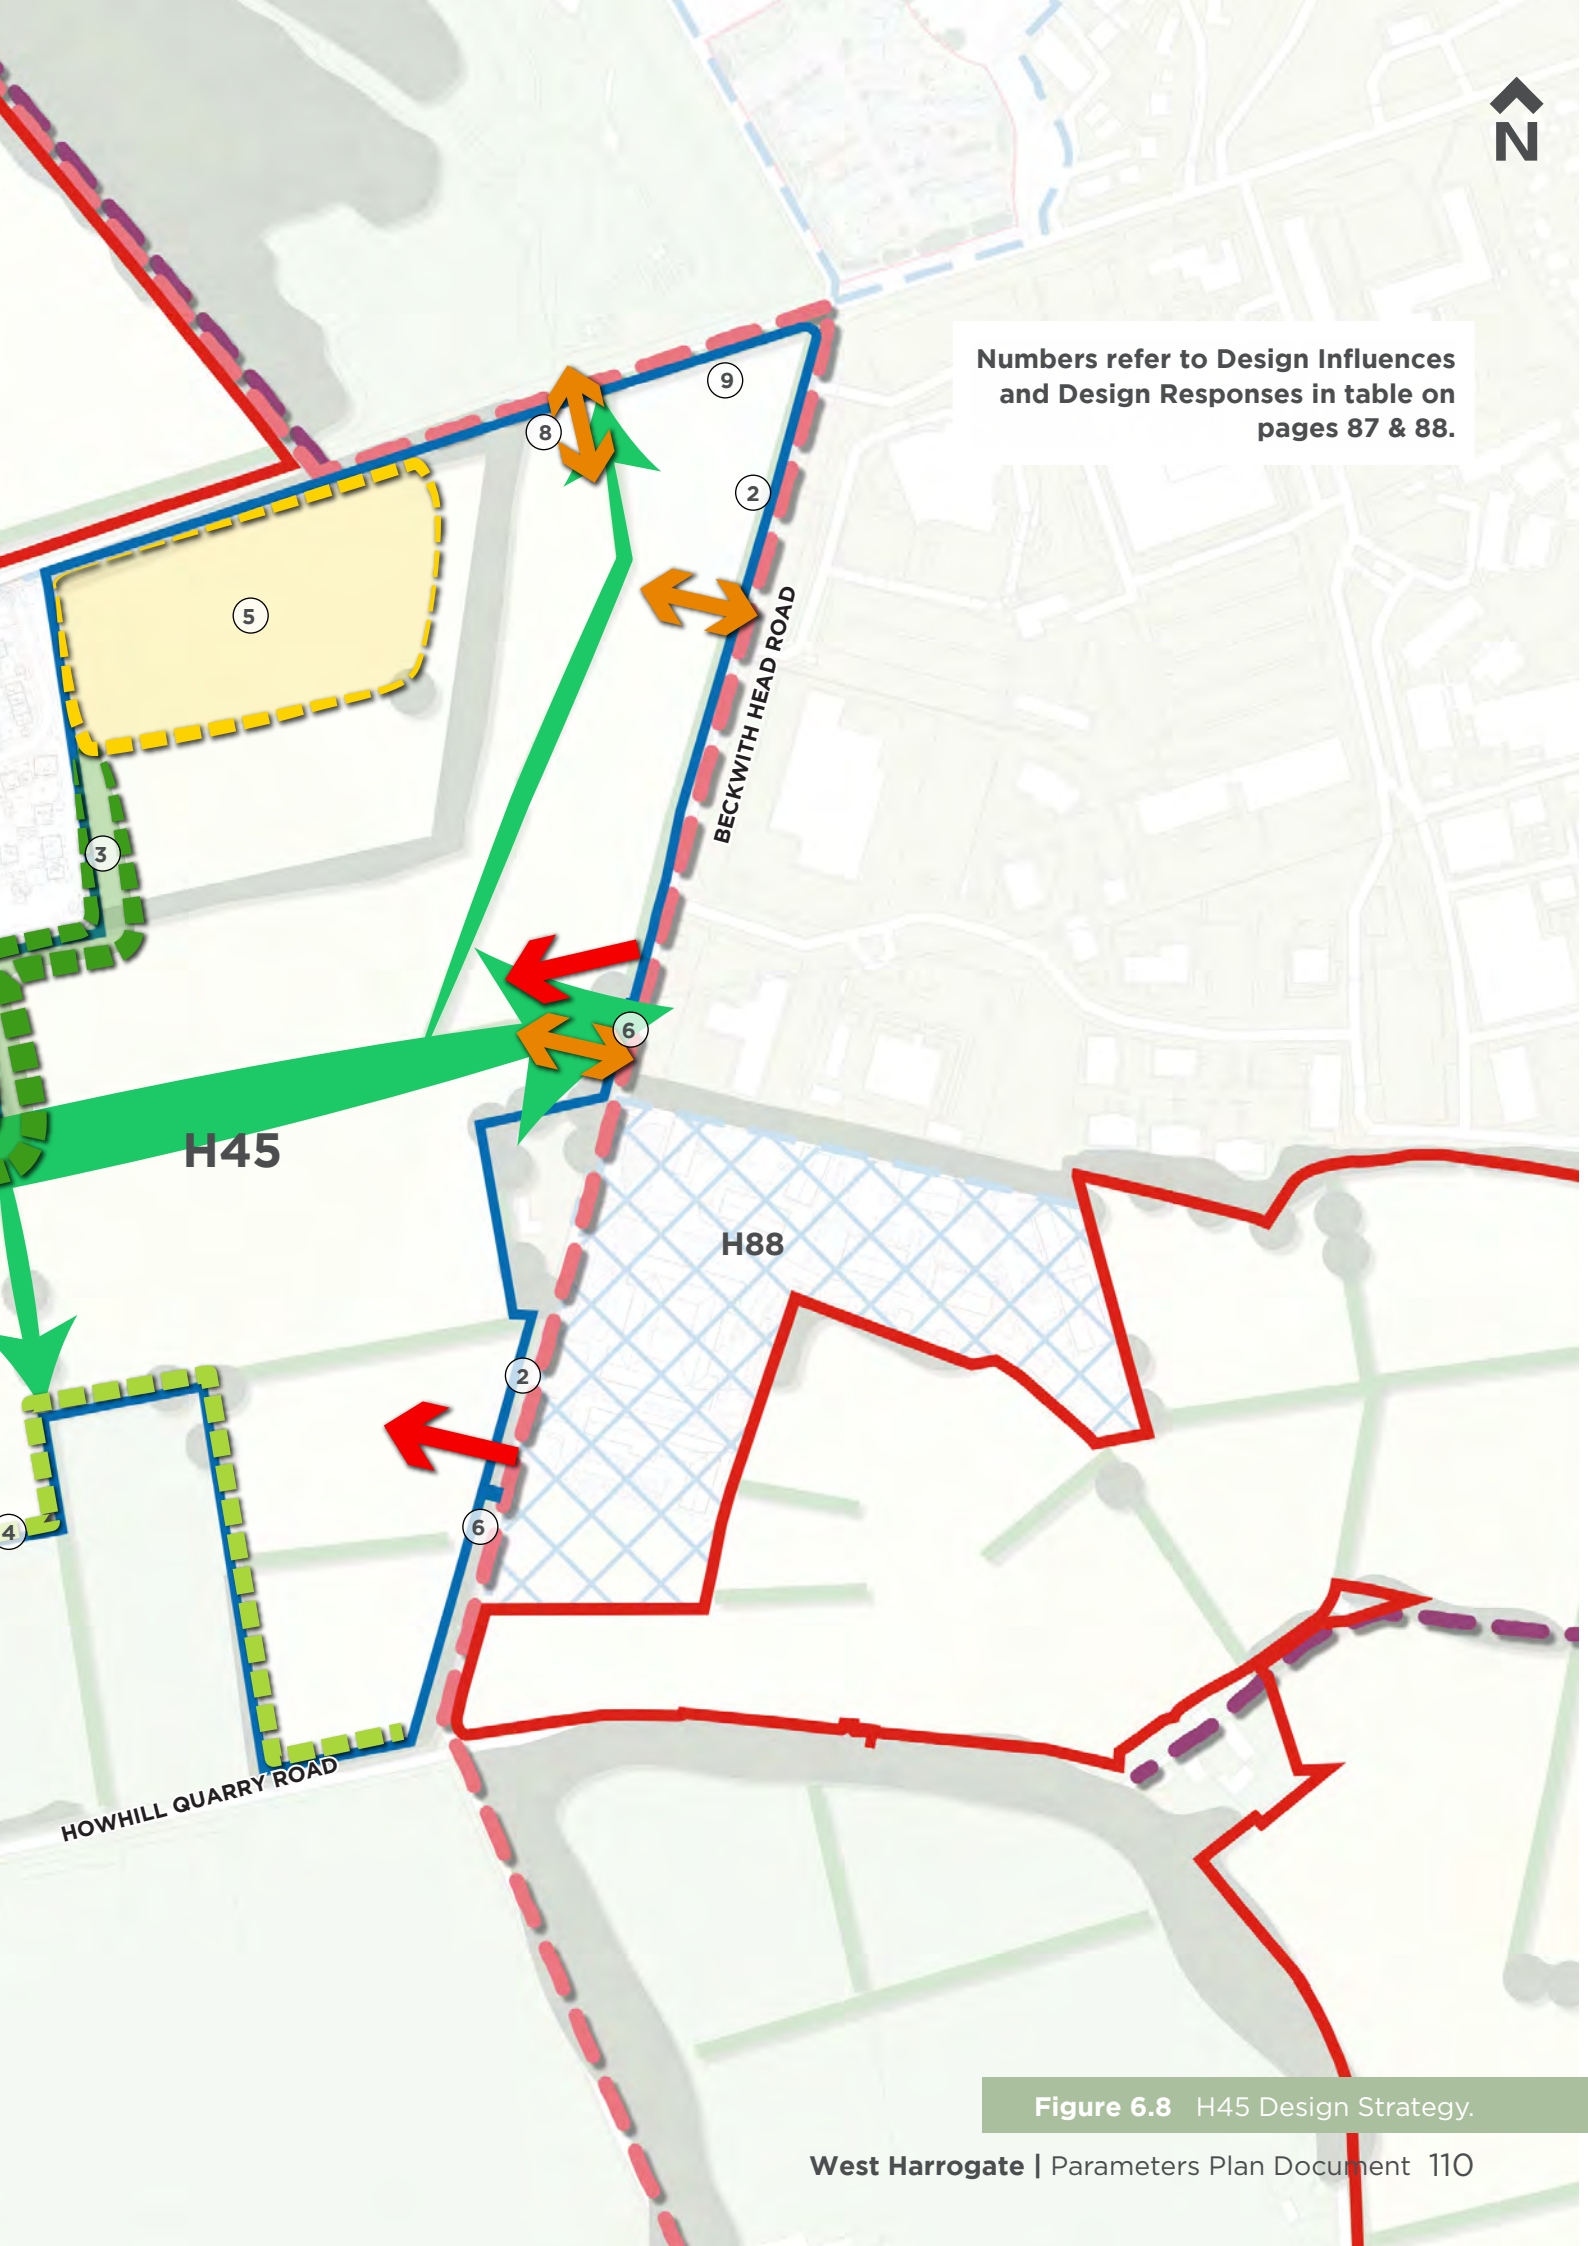 N
Numbers refer to Design Influences
and Design Responses in table on
pages 87 & 88.
9
8
2
5
BECKWITH HEAD ROAD
3
6
H45
H88
2
6
4
HOWHILL QUARRY ROAD
Figure 6.8 H45 Design Strategy.
West Harrogate | Parameters Plan Document 110